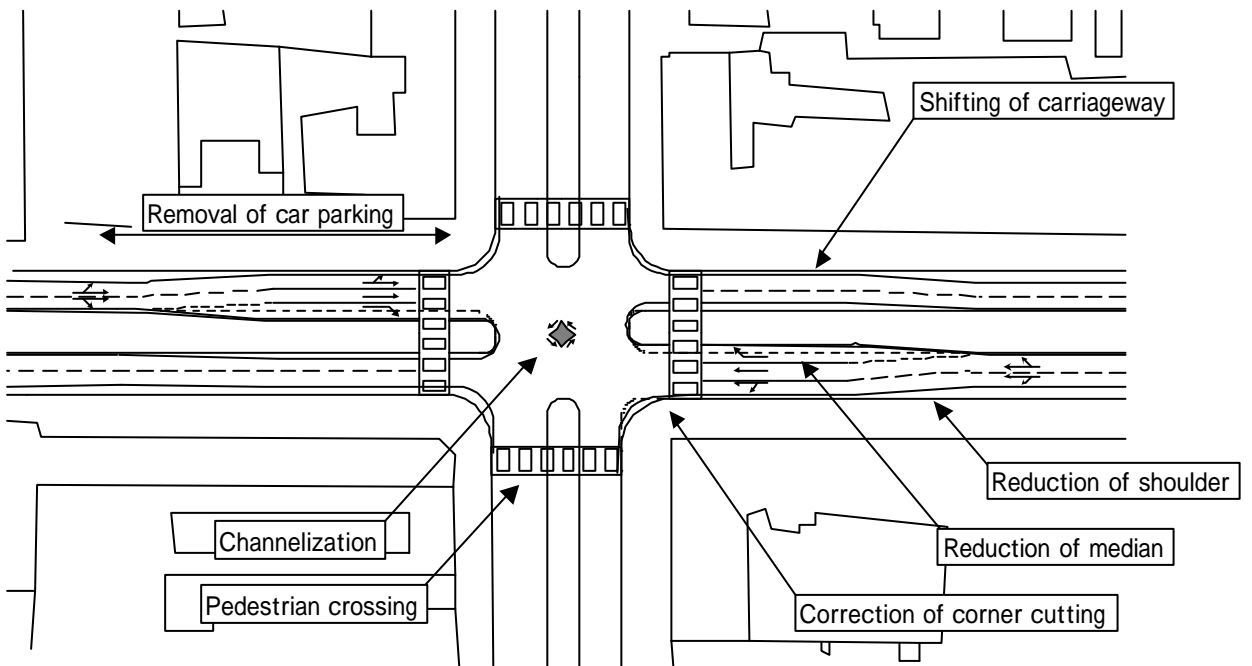 Shifting of carriageway
Removal of car parking
Reduction of shoulder
Channelization
Reduction of median
Pedestrian crossing
Correction of corner cutting